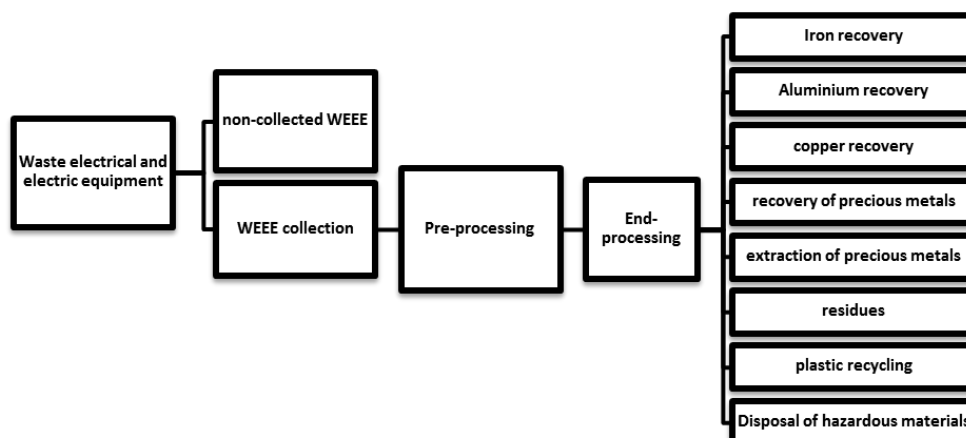 Waste electrical and
electric equipment
non-collected WEEE
WEEE collection
Pre-processing
End-
processing
Iron recovery
Aluminium recovery
copper recovery
recovery of precious metals
extraction of precious metals
residues
plastic recycling
Disposal of hazardous materials